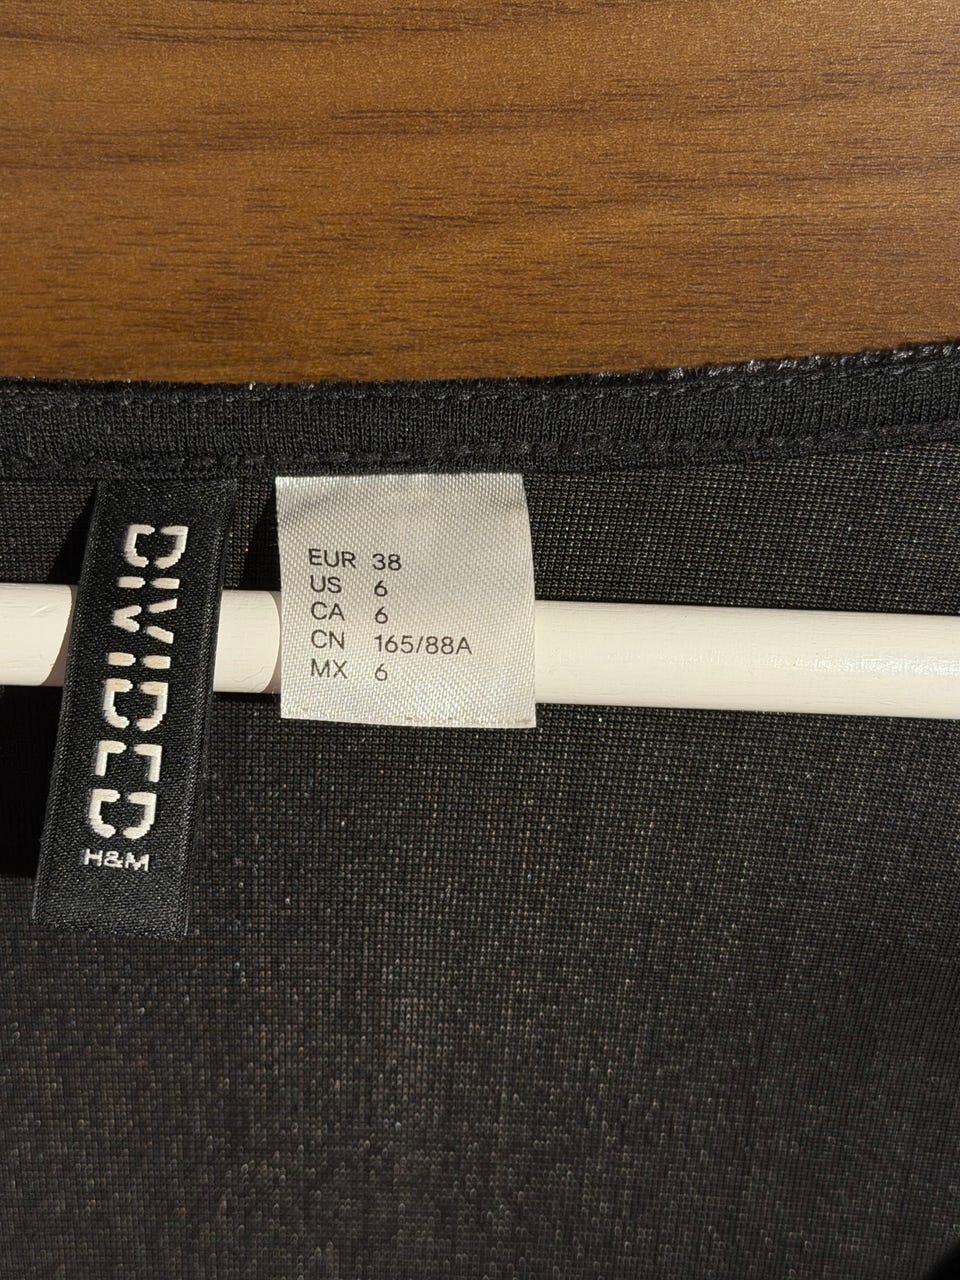 DIVIDED
H&M
EUR 38
US 6
CA 6
CN 165/88A
MX 6